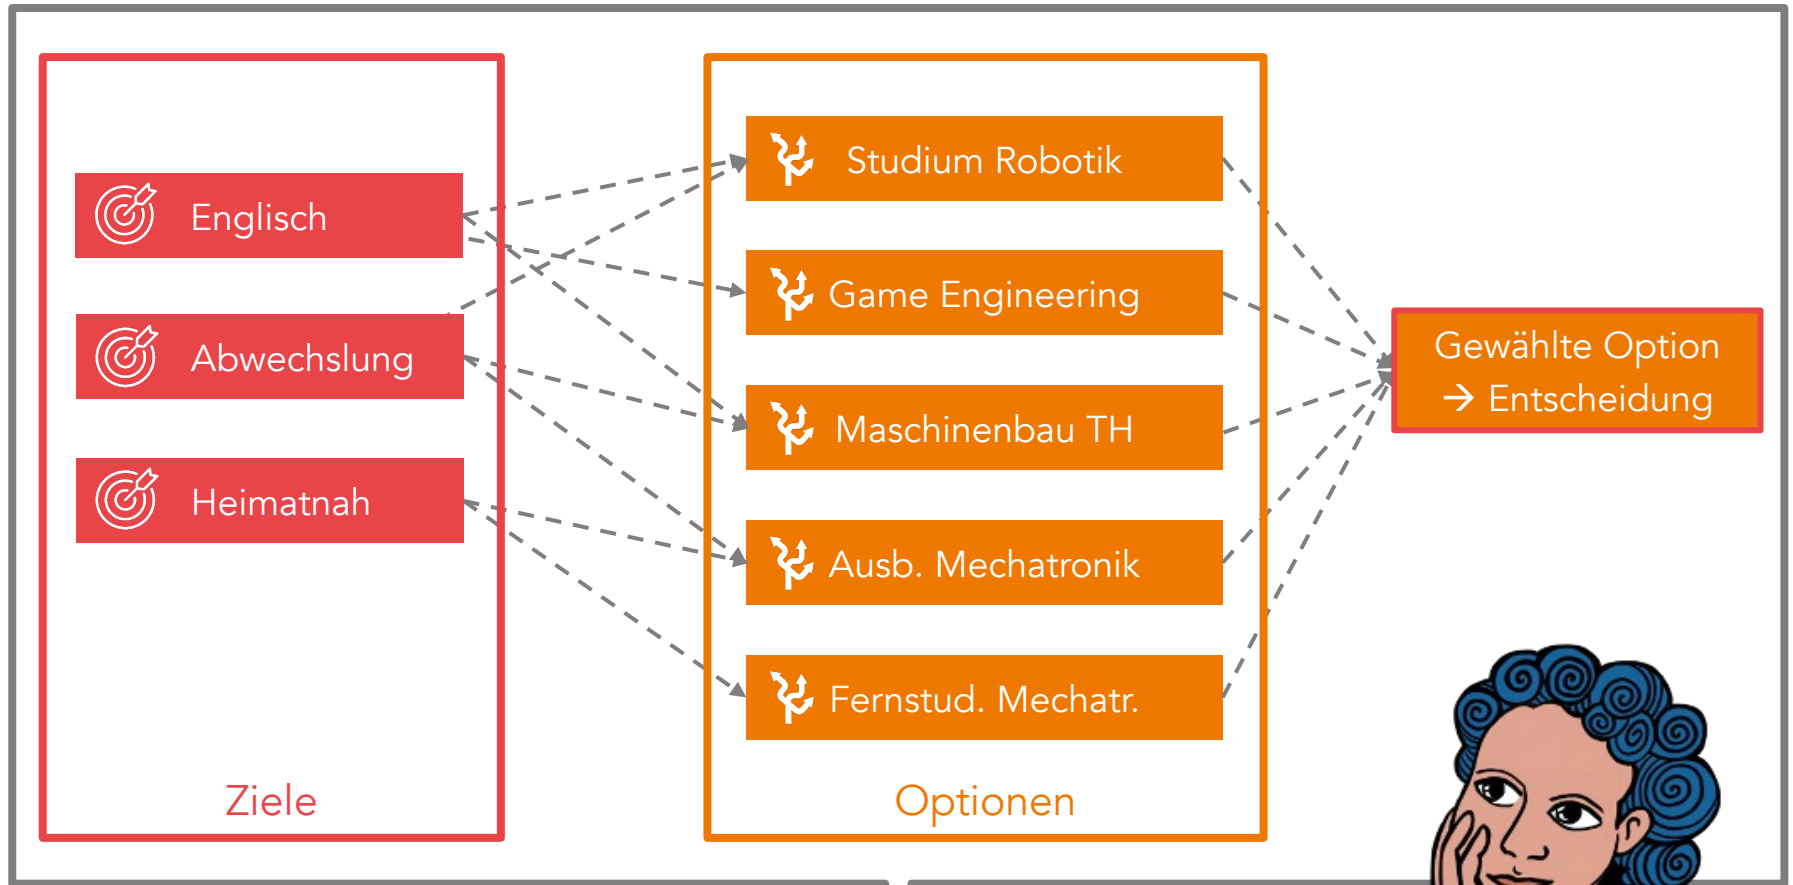 Englisch
Abwechslung
Heimatnah
Ziele
Studium Robotik
Game Engineering
Maschinenbau TH
Ausb. Mechatronik
Fernstud. Mechatr.
Optionen
Gewählte Option
→ Entscheidung